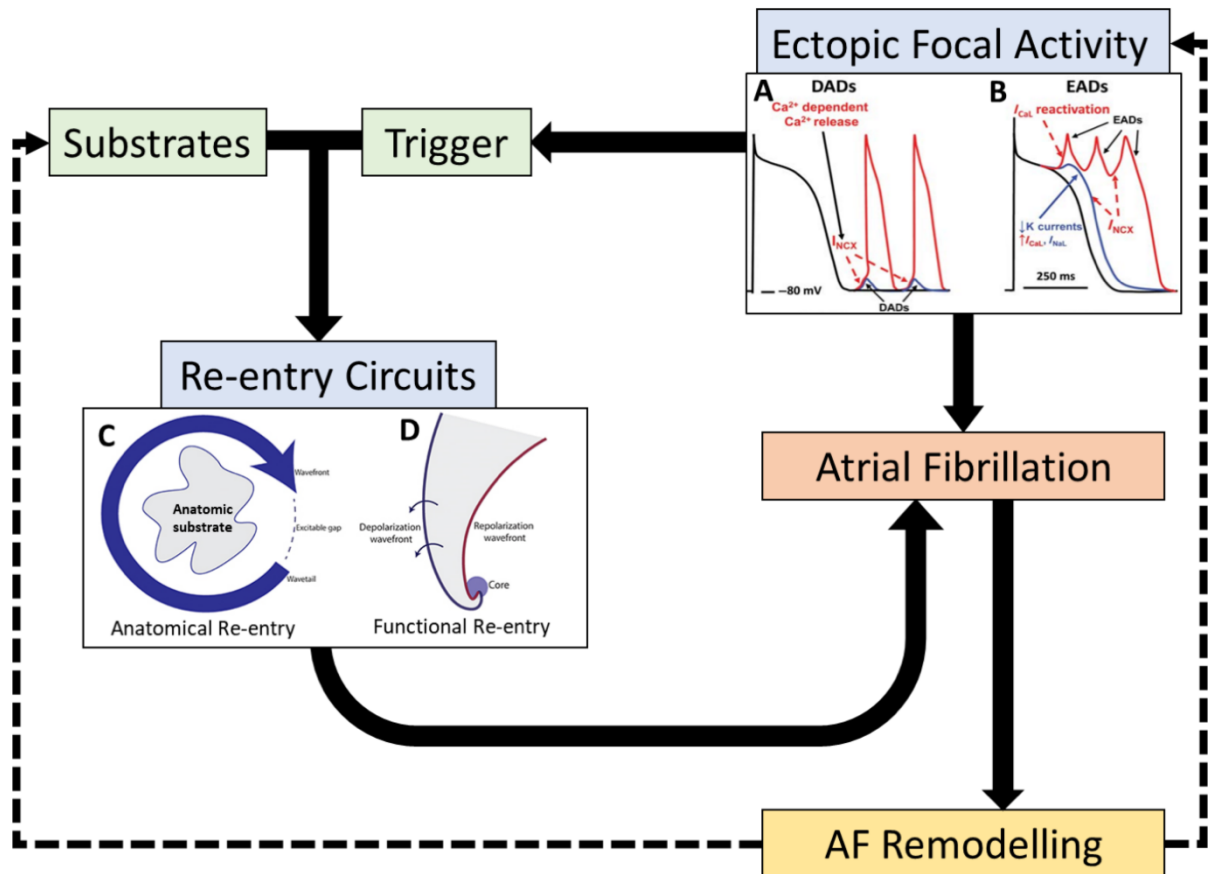 Ectopic Focal Activity
Substrates
Trigger
A
DADs
Ca²⁺ dependent
Ca²⁺ release
I_NCX
–80 mV
DADs
B
EADs
I_CaL reactivation
EADs
↓K currents
↑I_CaL, I_NaL
I_NCX
250 ms
Re-entry Circuits
C
Anatomic
substrate
Wavefront
Excitable gap
Wavetail
Anatomical Re-entry
D
Depolarization
wavefront
Repolarization
wavefront
Core
Functional Re-entry
Atrial Fibrillation
AF Remodelling